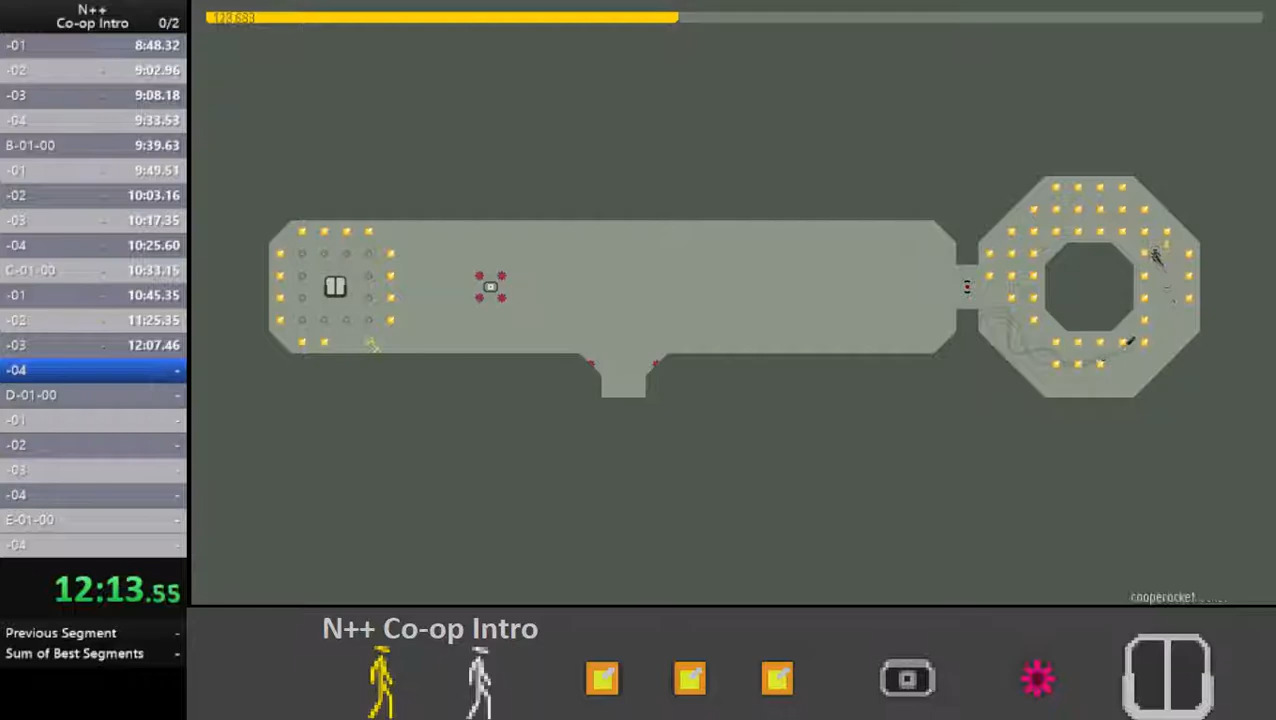 N++
Co-op Intro 0/2
-01 8:48.32
-02 - 9:02.96
-03 - 9:08.18
-04 - 9:33.53
B-01-00 9:39.63
-01 - 9:49.51
-02 - 10:03.16
-03 - 10:17.35
-04 - 10:25.60
C-01-00 - 10:33.15
-01 - 10:45.35
-02 - 11:25.35
-03 - 12:07.46
-04 -
D-01-00 -
-01 -
-02 -
-03 -
-04 -
E-01-00 -
-04 -
12:13.55
Previous Segment -
Sum of Best Segments -
cooperocket
N++ Co-op Intro